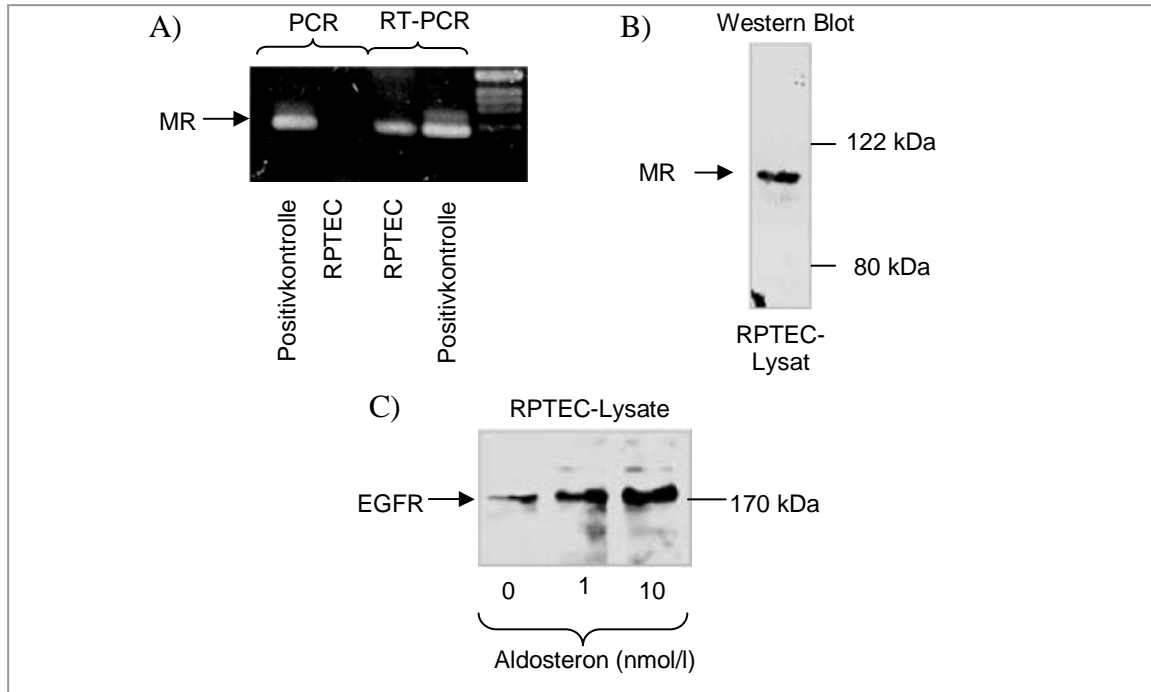 A)
PCR
RT-PCR
MR
Positivkontrolle
RPTEC
RPTEC
Positivkontrolle
B)
Western Blot
122 kDa
MR
80 kDa
RPTEC-
Lysat
C)
RPTEC-Lysate
EGFR
170 kDa
0 1 10
Aldosteron (nmol/l)